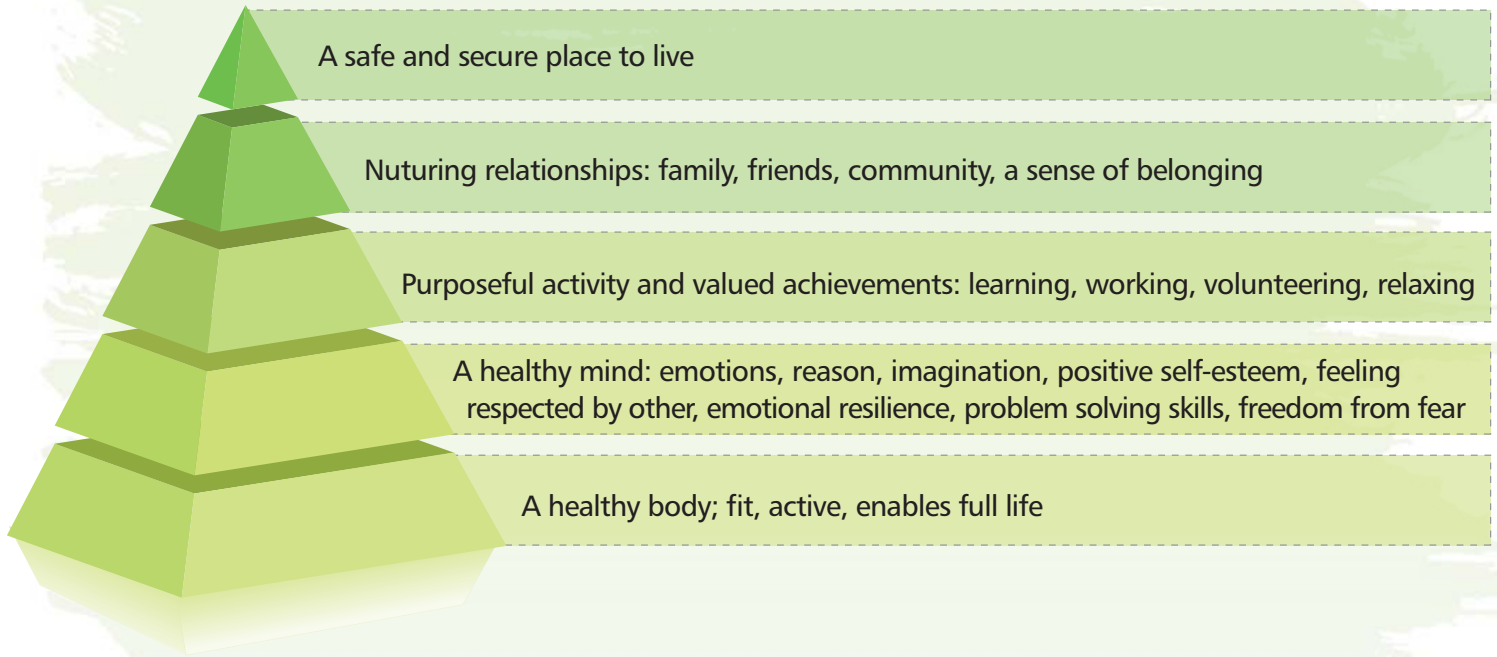 A safe and secure place to live
Nuturing relationships: family, friends, community, a sense of belonging
Purposeful activity and valued achievements: learning, working, volunteering, relaxing
A healthy mind: emotions, reason, imagination, positive self-esteem, feeling
respected by other, emotional resilience, problem solving skills, freedom from fear
A healthy body; fit, active, enables full life